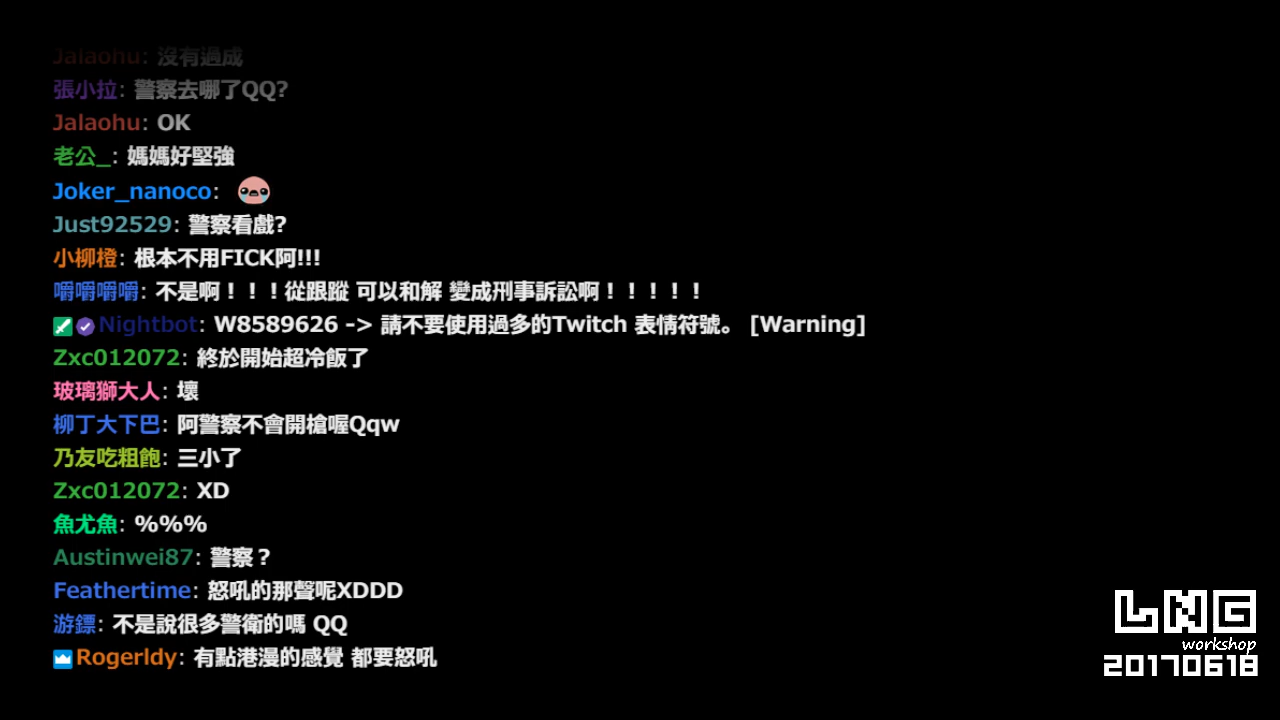 Jalaohu: 沒有過成
張小拉: 警察去哪了QQ?
Jalaohu: OK
老公_: 媽媽好堅強
Joker_nanoco:
Just92529: 警察看戲?
小柳橙: 根本不用FICK阿!!!
嚼嚼嚼嚼: 不是啊！！！從跟蹤 可以和解 變成刑事訴訟啊！！！！！
Nightbot: W8589626 -> 請不要使用過多的Twitch 表情符號。 [Warning]
Zxc012072: 終於開始超冷飯了
玻璃獅大人: 壞
柳丁大下巴: 阿警察不會開槍喔Qqw
乃友吃粗飽: 三小了
Zxc012072: XD
魚尤魚: %%%
Austinwei87: 警察？
Feathertime: 怒吼的那聲呢XDDD
游鏢: 不是說很多警衛的嗎 QQ
Rogerldy: 有點港漫的感覺 都要怒吼
LNG
workshop
20170618